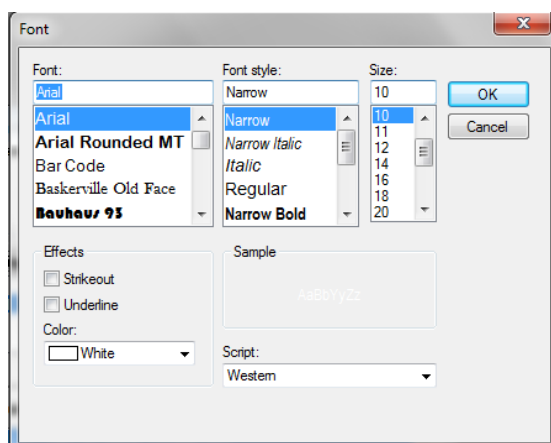 Font
Font:
Arial
Arial
Arial Rounded MT
Bar Code
Baskerville Old Face
Bauhaus 93
Font style:
Narrow
Narrow
Narrow Italic
Italic
Regular
Narrow Bold
Size:
10
10
11
12
14
16
18
20
OK
Cancel
Effects
Strikeout
Underline
Color:
White
Sample
AaBbYyZz
Script:
Western